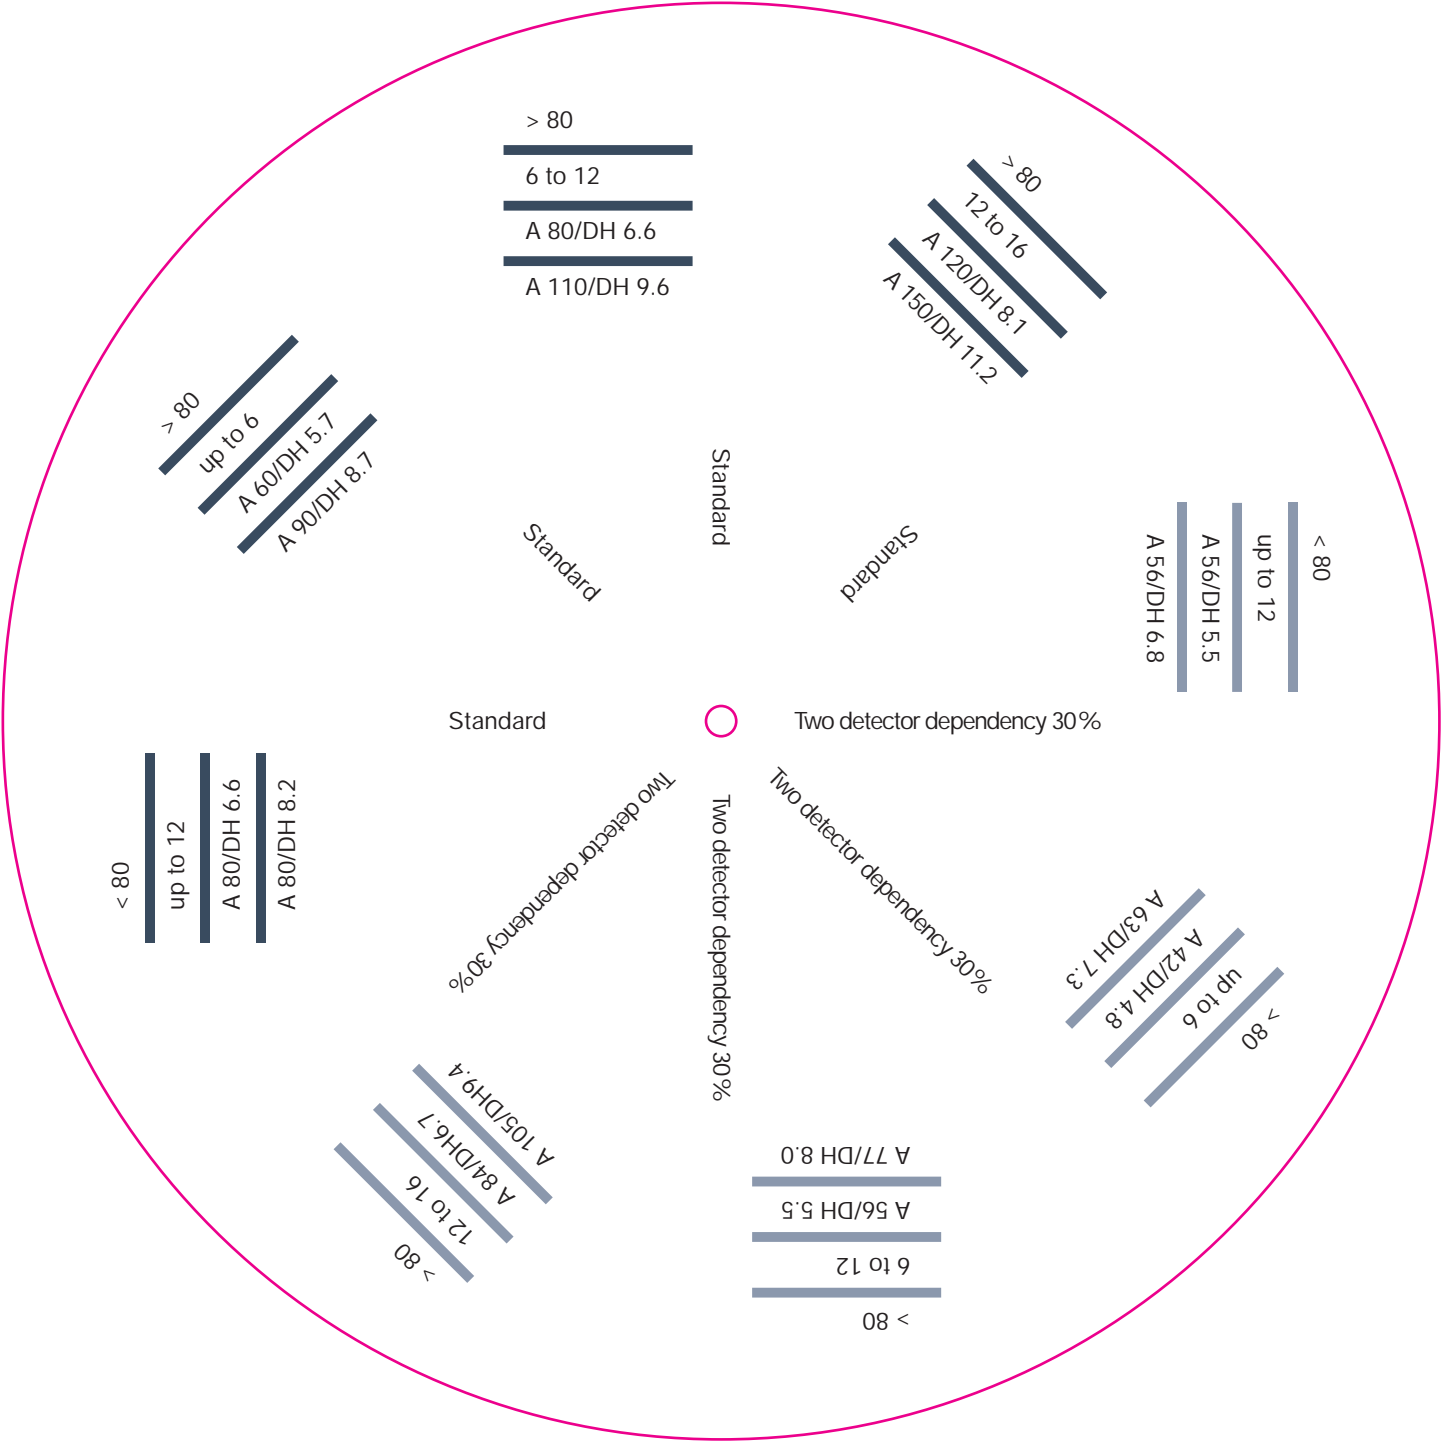 > 80
6 to 12
A 80/DH 6.6
A 110/DH 9.6
> 80
12 to 16
A 120/DH 8.1
A 150/DH 11.2
< 80
up to 12
A 56/DH 5.5
A 56/DH 6.8
> 80
up to 6
A 42/DH 4.8
A 63/DH 7.3
> 80
6 to 12
A 56/DH 5.5
A 77/DH 8.0
> 80
12 to 16
A 84/DH6.7
A 105/DH9.4
< 80
up to 12
A 80/DH 6.6
A 80/DH 8.2
> 80
up to 6
A 60/DH 5.7
A 90/DH 8.7
Standard
Standard
Two detector dependency 30%
Two detector dependency 30%
Two detector dependency 30%
Two detector dependency 30%
Standard
Standard